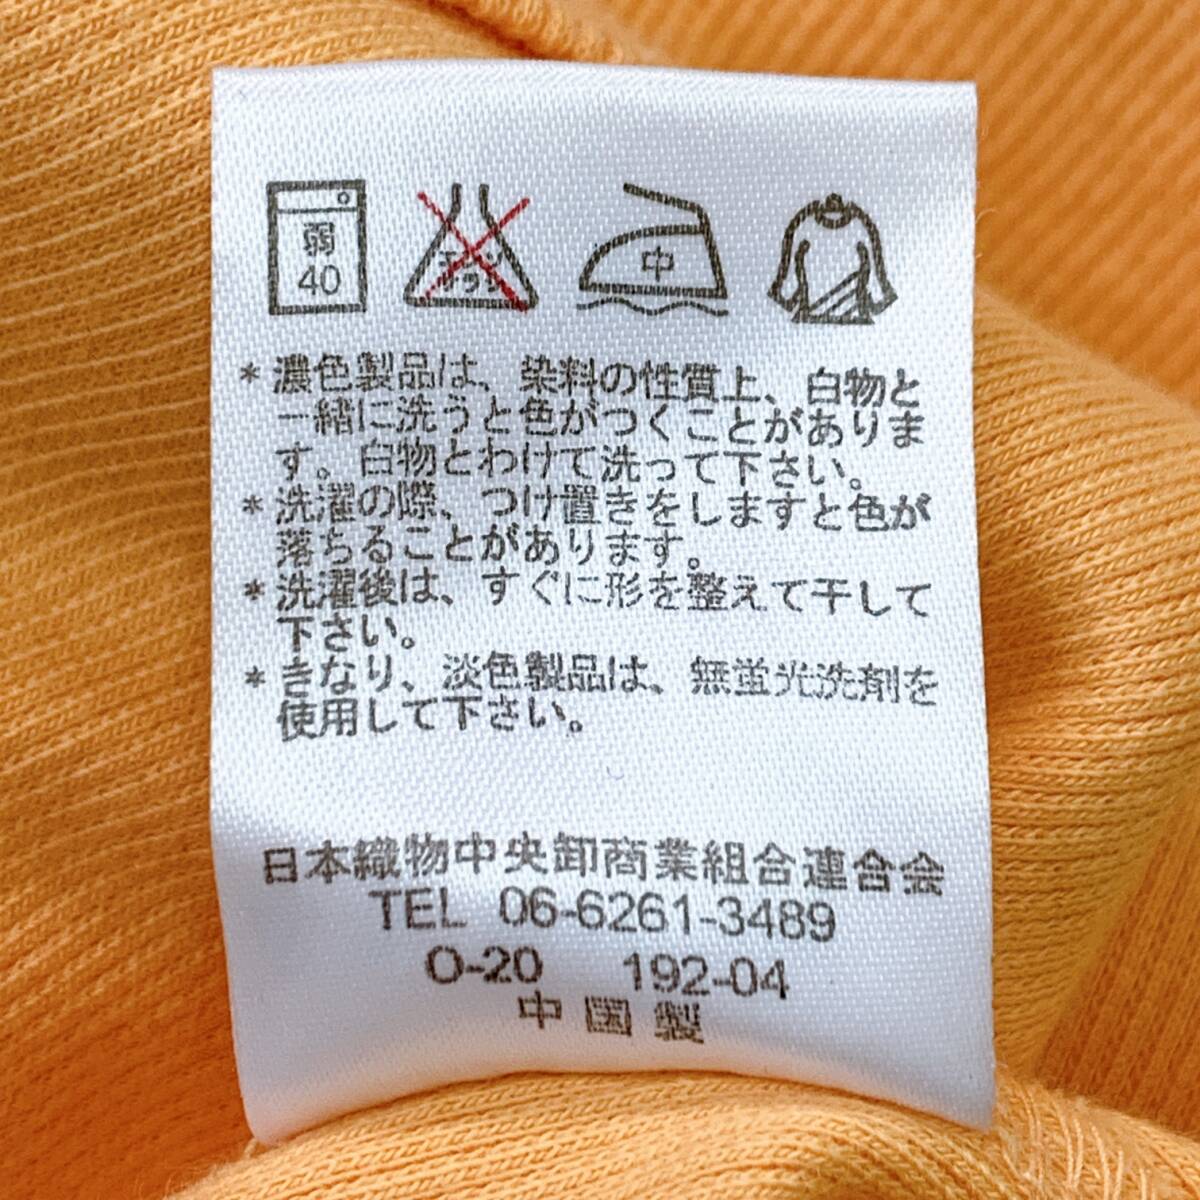 弱
40
エンソ
サラシ
中
* 濃色製品は、染料の性質上、白物と
一緒に洗うと色がつくことがありま
す。白物とわけて洗って下さい。
* 洗濯の際、つけ置きをしますと色が
落ちることがあります。
* 洗濯後は、すぐに形を整えて干して
下さい。
* きなり、淡色製品は、無蛍光洗剤を
使用して下さい。
日本織物中央卸商業組合連合会
TEL 06-6261-3489
O-20 192-04
中国製